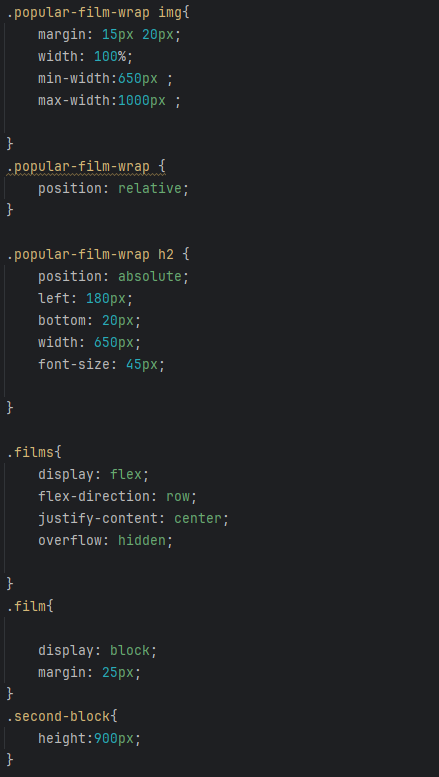 .popular-film-wrap img{
    margin: 15px 20px;
    width: 100%;
    min-width:650px ;
    max-width:1000px ;

}
.popular-film-wrap {
    position: relative;
}

.popular-film-wrap h2 {
    position: absolute;
    left: 180px;
    bottom: 20px;
    width: 650px;
    font-size: 45px;

}

.films{
    display: flex;
    flex-direction: row;
    justify-content: center;
    overflow: hidden;

}
.film{

    display: block;
    margin: 25px;
}
.second-block{
    height:900px;
}